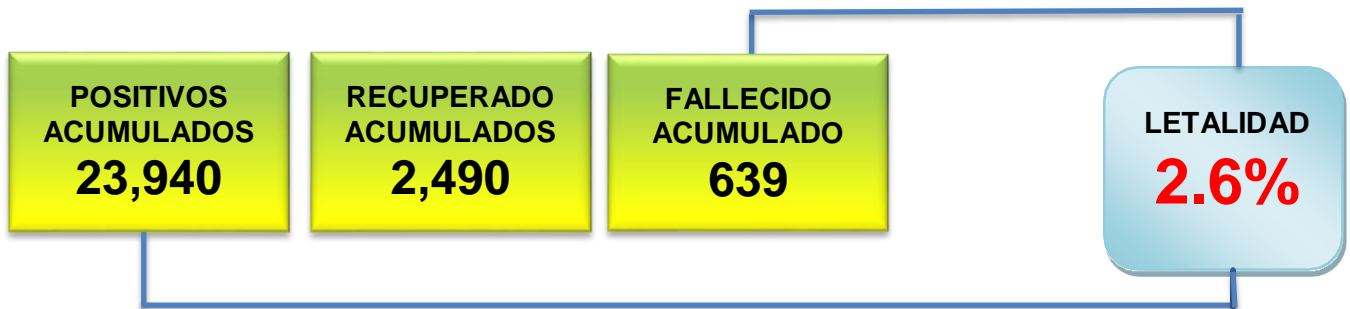 POSITIVOS
ACUMULADOS
23,940
RECUPERADO
ACUMULADOS
2,490
FALLECIDO
ACUMULADO
639
LETALIDAD
2.6%